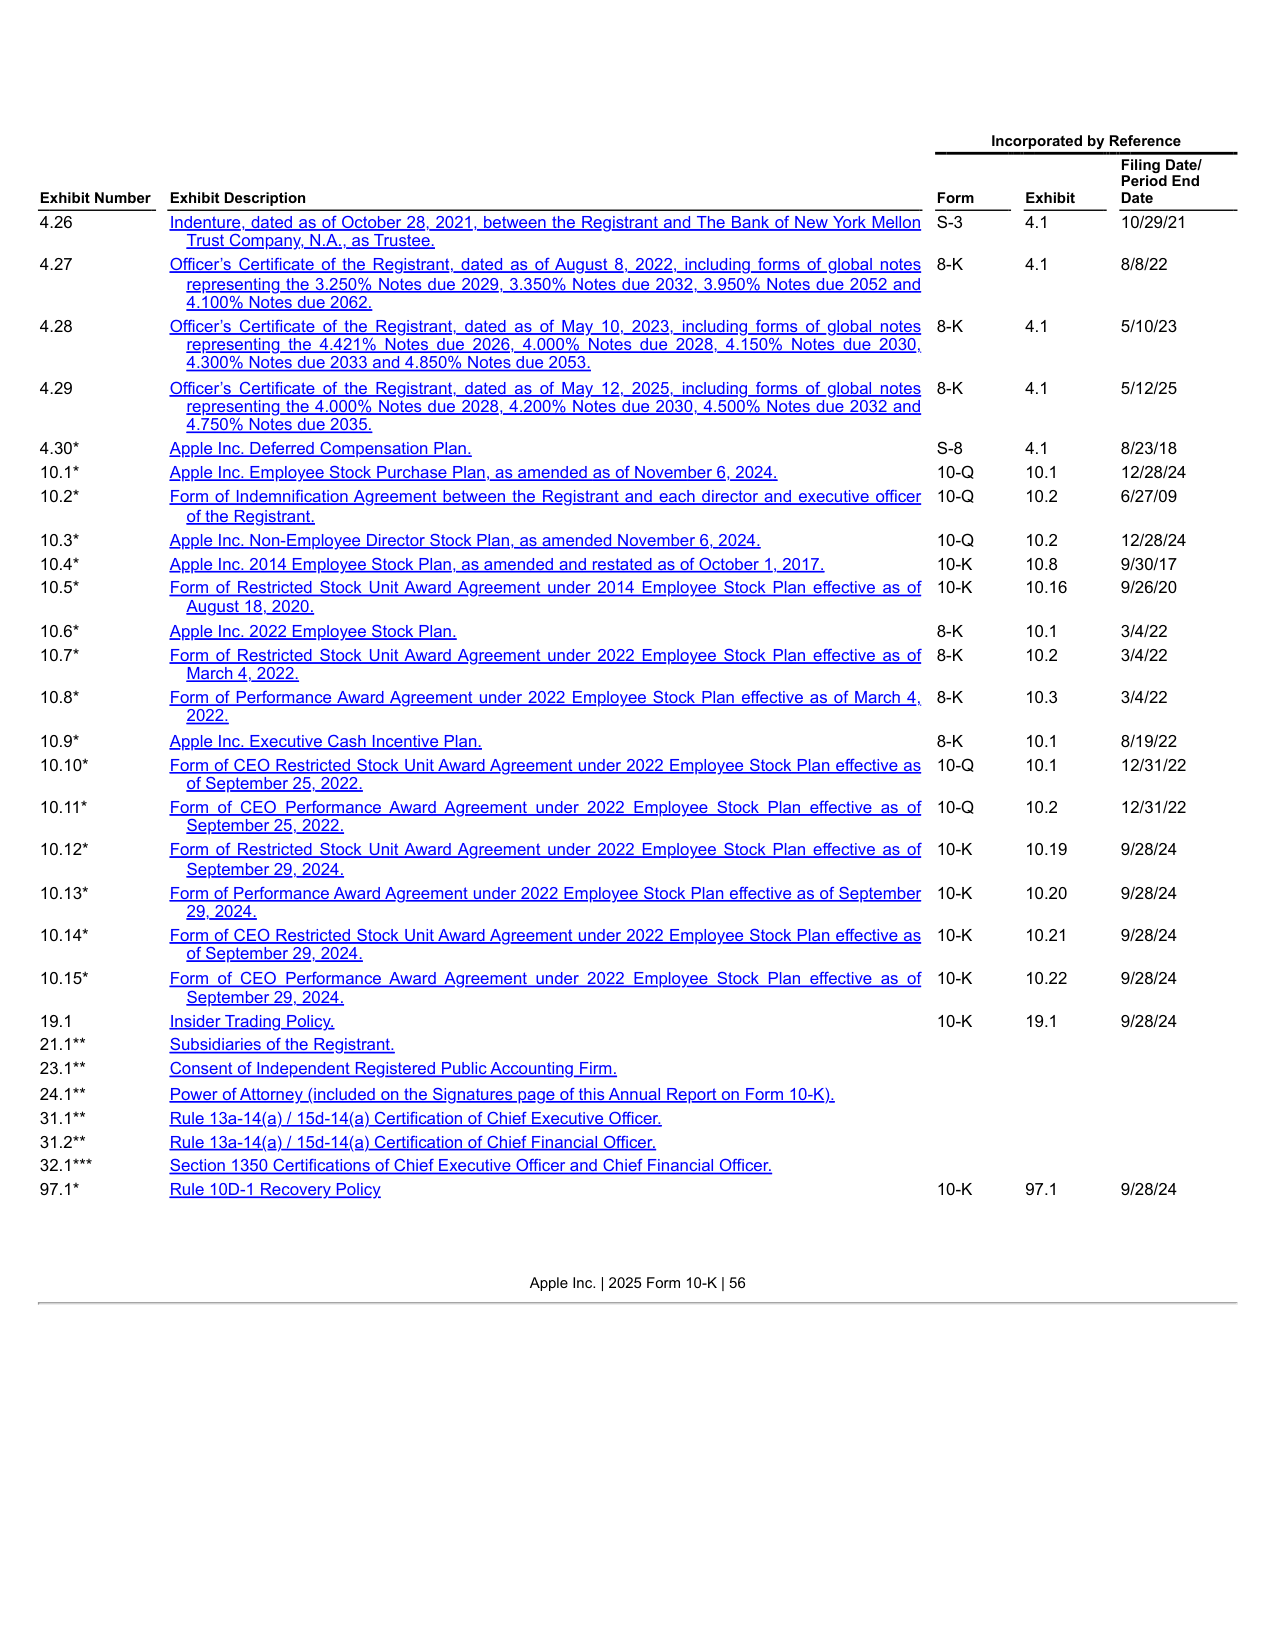 Incorporated by Reference
Exhibit Number Exhibit Description Form Exhibit Filing Date/ Period End Date
4.26 Indenture, dated as of October 28, 2021, between the Registrant and The Bank of New York Mellon S-3 4.1 10/29/21
Trust Company, N.A., as Trustee.
4.27 Officer’s Certificate of the Registrant, dated as of August 8, 2022, including forms of global notes 8-K 4.1 8/8/22
representing the 3.250% Notes due 2029, 3.350% Notes due 2032, 3.950% Notes due 2052 and
4.100% Notes due 2062.
4.28 Officer’s Certificate of the Registrant, dated as of May 10, 2023, including forms of global notes 8-K 4.1 5/10/23
representing the 4.421% Notes due 2026, 4.000% Notes due 2028, 4.150% Notes due 2030,
4.300% Notes due 2033 and 4.850% Notes due 2053.
4.29 Officer’s Certificate of the Registrant, dated as of May 12, 2025, including forms of global notes 8-K 4.1 5/12/25
representing the 4.000% Notes due 2028, 4.200% Notes due 2030, 4.500% Notes due 2032 and
4.750% Notes due 2035.
4.30* Apple Inc. Deferred Compensation Plan. S-8 4.1 8/23/18
10.1* Apple Inc. Employee Stock Purchase Plan, as amended as of November 6, 2024. 10-Q 10.1 12/28/24
10.2* Form of Indemnification Agreement between the Registrant and each director and executive officer 10-Q 10.2 6/27/09
of the Registrant.
10.3* Apple Inc. Non-Employee Director Stock Plan, as amended November 6, 2024. 10-Q 10.2 12/28/24
10.4* Apple Inc. 2014 Employee Stock Plan, as amended and restated as of October 1, 2017. 10-K 10.8 9/30/17
10.5* Form of Restricted Stock Unit Award Agreement under 2014 Employee Stock Plan effective as of 10-K 10.16 9/26/20
August 18, 2020.
10.6* Apple Inc. 2022 Employee Stock Plan. 8-K 10.1 3/4/22
10.7* Form of Restricted Stock Unit Award Agreement under 2022 Employee Stock Plan effective as of 8-K 10.2 3/4/22
March 4, 2022.
10.8* Form of Performance Award Agreement under 2022 Employee Stock Plan effective as of March 4, 8-K 10.3 3/4/22
2022.
10.9* Apple Inc. Executive Cash Incentive Plan. 8-K 10.1 8/19/22
10.10* Form of CEO Restricted Stock Unit Award Agreement under 2022 Employee Stock Plan effective as 10-Q 10.1 12/31/22
of September 25, 2022.
10.11* Form of CEO Performance Award Agreement under 2022 Employee Stock Plan effective as of 10-Q 10.2 12/31/22
September 25, 2022.
10.12* Form of Restricted Stock Unit Award Agreement under 2022 Employee Stock Plan effective as of 10-K 10.19 9/28/24
September 29, 2024.
10.13* Form of Performance Award Agreement under 2022 Employee Stock Plan effective as of September 10-K 10.20 9/28/24
29, 2024.
10.14* Form of CEO Restricted Stock Unit Award Agreement under 2022 Employee Stock Plan effective as 10-K 10.21 9/28/24
of September 29, 2024.
10.15* Form of CEO Performance Award Agreement under 2022 Employee Stock Plan effective as of 10-K 10.22 9/28/24
September 29, 2024.
19.1 Insider Trading Policy. 10-K 19.1 9/28/24
21.1** Subsidiaries of the Registrant.
23.1** Consent of Independent Registered Public Accounting Firm.
24.1** Power of Attorney (included on the Signatures page of this Annual Report on Form 10-K).
31.1** Rule 13a-14(a) / 15d-14(a) Certification of Chief Executive Officer.
31.2** Rule 13a-14(a) / 15d-14(a) Certification of Chief Financial Officer.
32.1*** Section 1350 Certifications of Chief Executive Officer and Chief Financial Officer.
97.1* Rule 10D-1 Recovery Policy 10-K 97.1 9/28/24
Apple Inc. | 2025 Form 10-K | 56